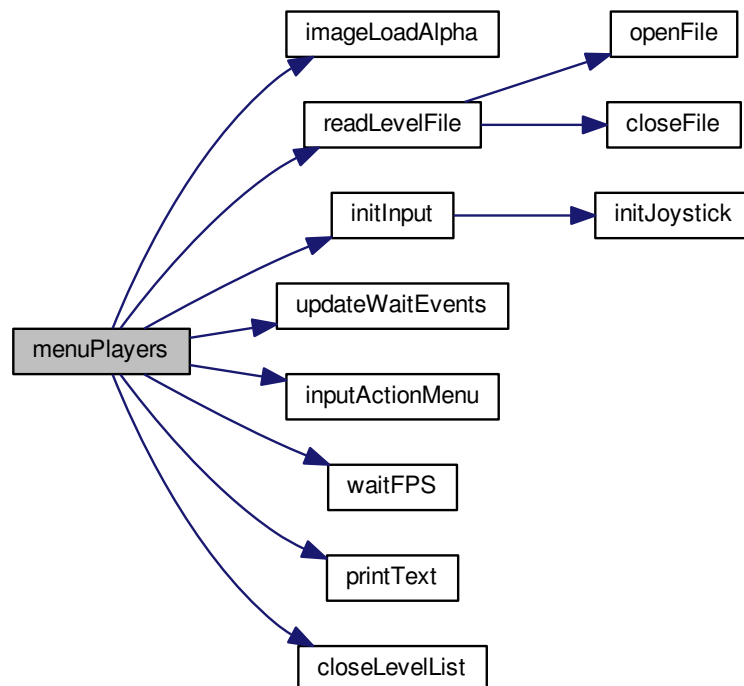 imageLoadAlpha
openFile
readLevelFile
closeFile
initInput
initJoystick
updateWaitEvents
menuPlayers
inputActionMenu
waitFPS
printText
closeLevelList